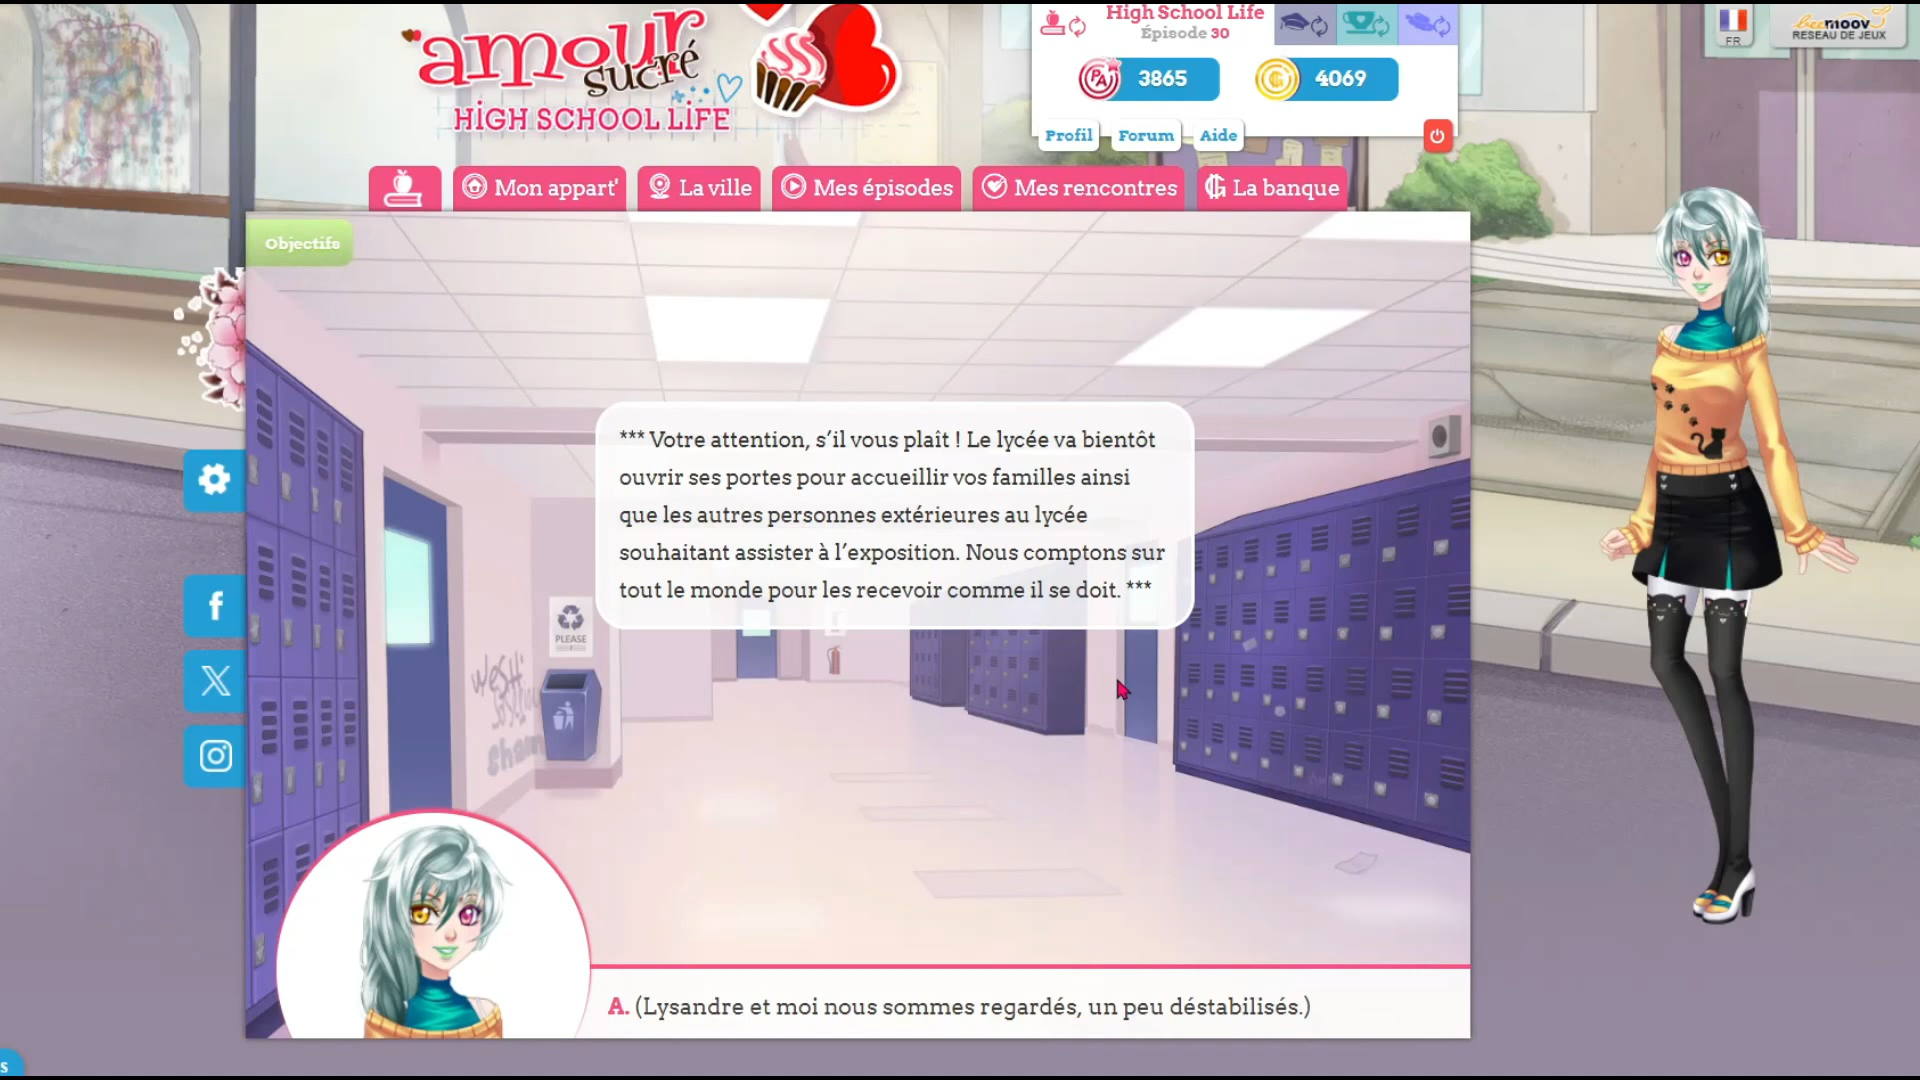 amour
sucré
HIGH SCHOOL LIFE
High School Life
Épisode 30
PA
3865
4069
Profil
Forum
Aide
FR
beemoov
RESEAU DE JEUX
Mon appart'
La ville
Mes épisodes
Mes rencontres
La banque
Objectifs
*** Votre attention, s’il vous plaît ! Le lycée va bientôt
ouvrir ses portes pour accueillir vos familles ainsi
que les autres personnes extérieures au lycée
souhaitant assister à l’exposition. Nous comptons sur
tout le monde pour les recevoir comme il se doit. ***
PLEASE
A. (Lysandre et moi nous sommes regardés, un peu déstabilisés.)
s